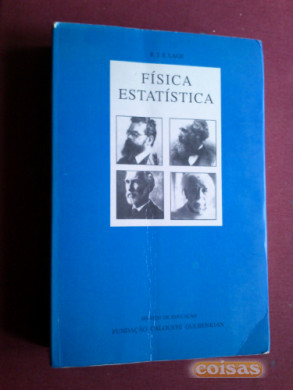 FÍSICA
ESTATÍSTICA
FUNDAÇÃO CALOUSTE GULBENKIAN
coisas